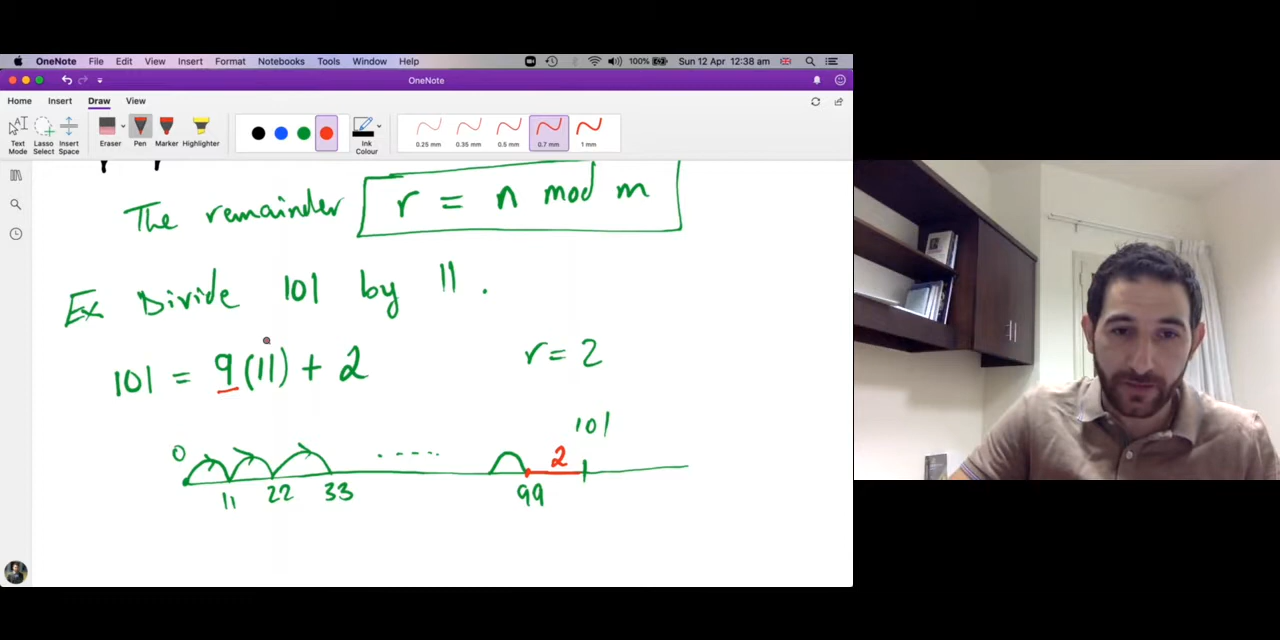 OneNote File Edit View Insert Format Notebooks Tools Window Help 100% Sun 12 Apr 12:38 am
OneNote
Home Insert Draw View
Text Mode Lasso Select Insert Space Eraser Pen Marker Highlighter Ink Colour 0.25 mm 0.35 mm 0.5 mm 0.7 mm 1 mm
The remainder r = n mod m
Ex Divide 101 by 11.
101 = 9(11) + 2 r = 2
101
0 ..... 2
11 22 33 99